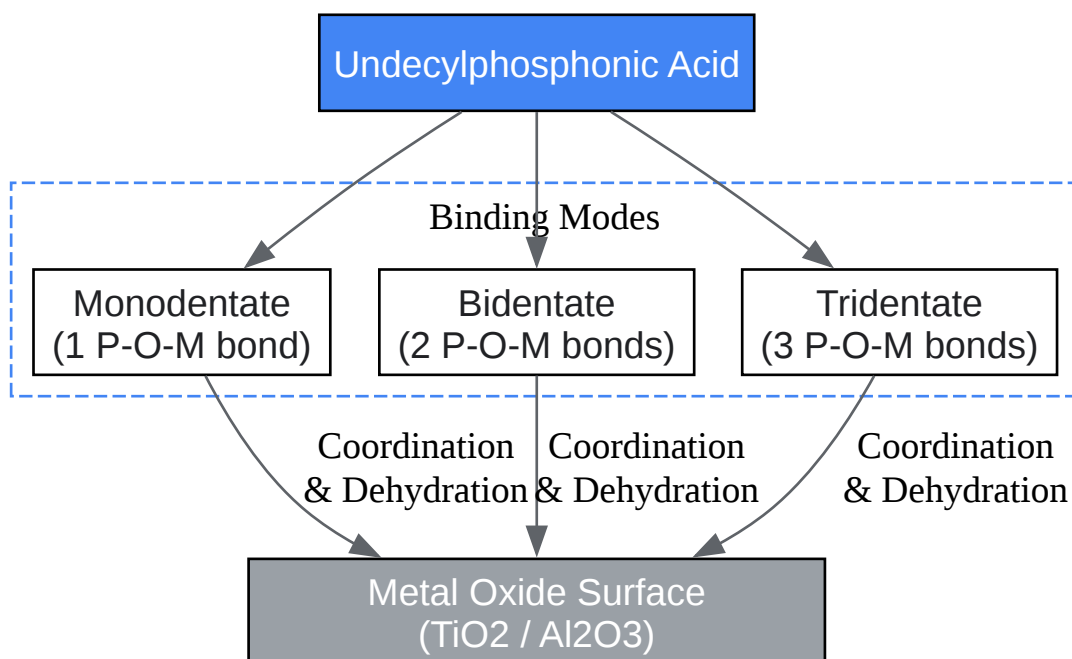 Undecylphosphonic Acid
Binding Modes
Monodentate
(1 P-O-M bond)
Bidentate
(2 P-O-M bonds)
Tridentate
(3 P-O-M bonds)
Coordination
& Dehydration
Coordination
& Dehydration
Coordination
& Dehydration
Metal Oxide Surface
(TiO2 / Al2O3)